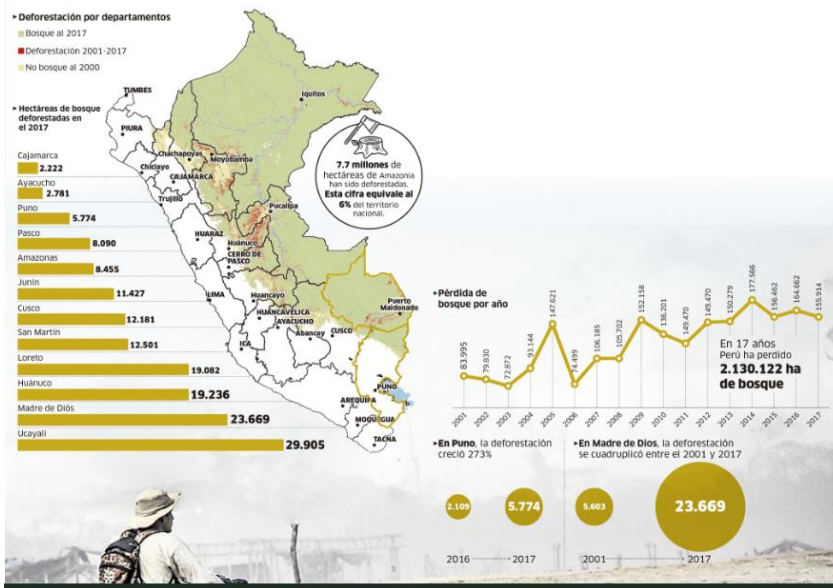 Deforestación por departamentos
Bosque al 2017
Deforestación 2001-2017
No bosque al 2000
Hectáreas de bosque
deforestadas en
el 2017
Cajamarca
2.222
Ayacucho
2.781
Puno
5.774
Pasco
8.090
Amazonas
8.455
Junín
11.427
Cusco
12.181
San Martín
12.501
Loreto
19.082
Huánuco
19.236
Madre de Diós
23.669
Ucayali
29.905
TUMBES
PIURA
Iquitos
Chachapoyas
Moyobamba
Chiclayo
CAJAMARCA
Trujillo
Pucallpa
HUARAZ
Huánuco
CERRO DE
PASCO
LIMA
Huancayo
HUANCAVELICA
AYACUCHO
Abancay
CUSCO
ICA
Puerto
Maldonado
PUNO
AREQUIPA
MOQUEGUA
TACNA
7.7 millones de
hectáreas de Amazonia
han sido deforestadas.
Esta cifra equivale al
6% del territorio
nacional.
Pérdida de
bosque por año
83.995
79.830
72.872
93.144
147.621
74.499
106.185
105.702
152.158
136.201
149.470
149.470
150.279
177.566
156.462
164.662
155.914
En 17 años
Perú ha perdido
2.130.122 ha
de bosque
2001
2002
2003
2004
2005
2006
2007
2008
2009
2010
2011
2012
2013
2014
2015
2016
2017
En Puno, la deforestación
creció 273%
2.109
5.774
2016
2017
En Madre de Dios, la deforestación
se cuadruplicó entre el 2001 y 2017
5.603
23.669
2001
2017